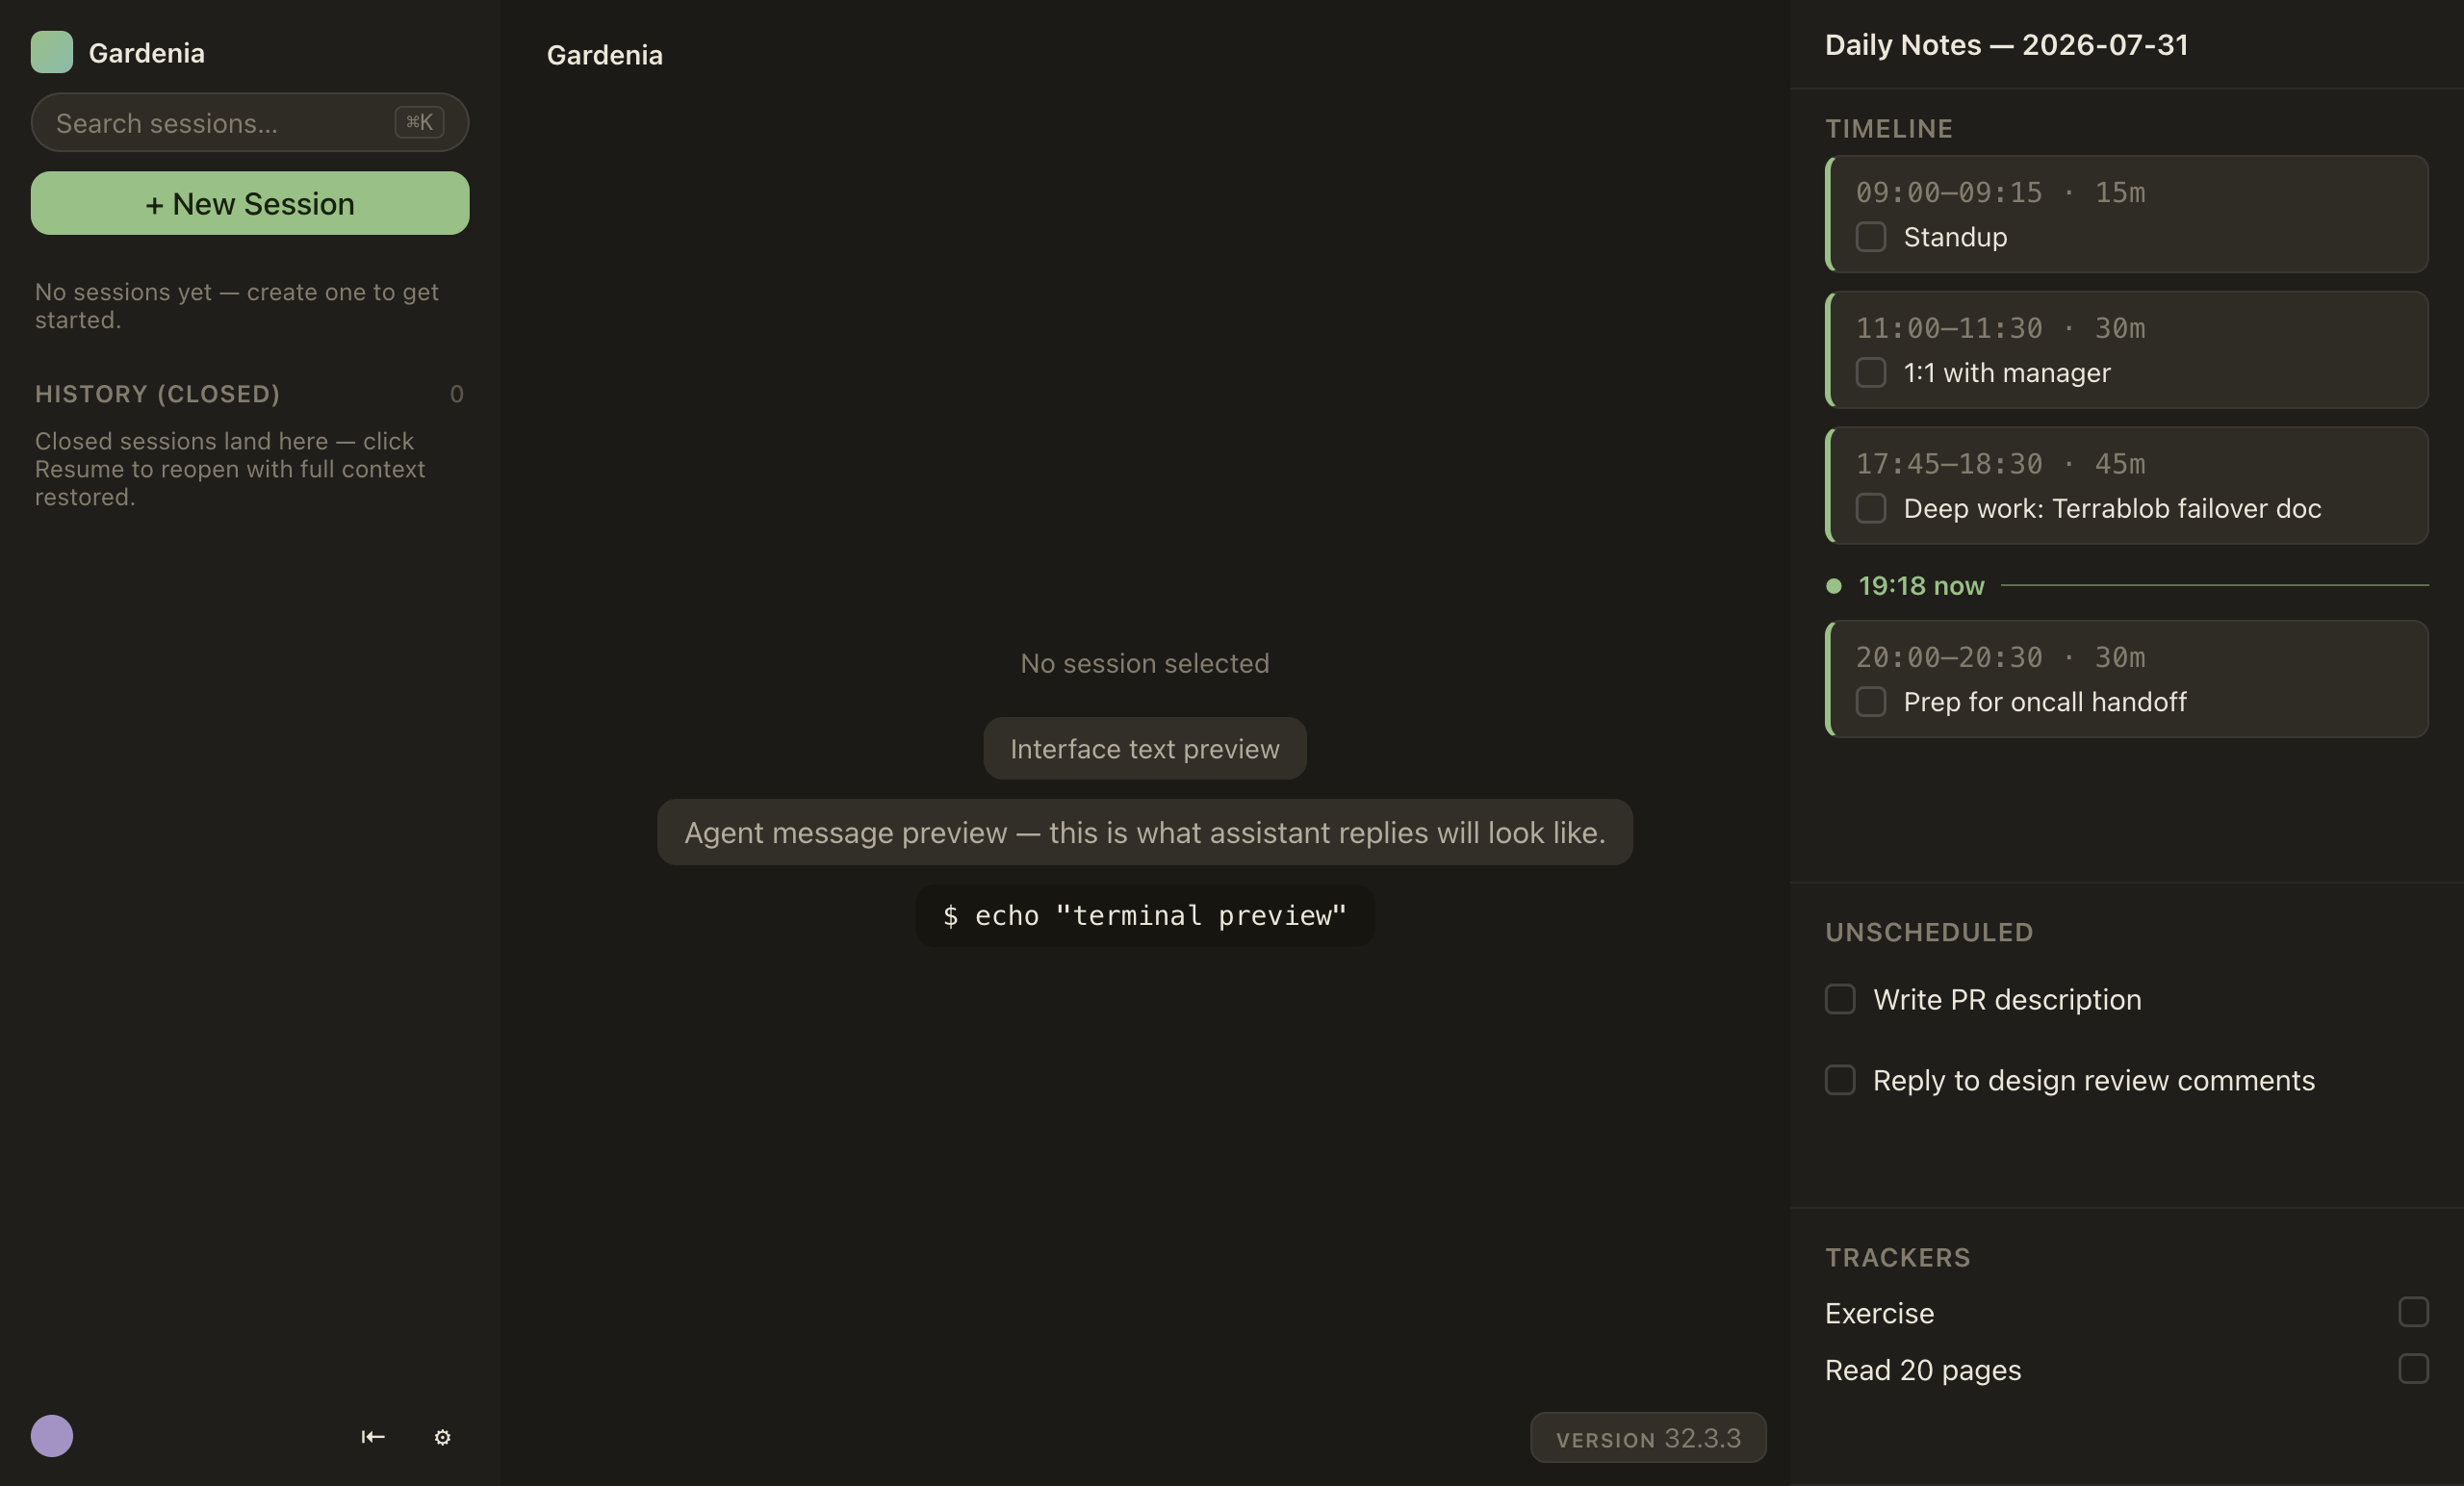 Gardenia
Search sessions... ⌘K
+ New Session
No sessions yet — create one to get
started.
HISTORY (CLOSED) 0
Closed sessions land here — click
Resume to reopen with full context
restored.
Gardenia
No session selected
Interface text preview
Agent message preview — this is what assistant replies will look like.
$ echo "terminal preview"
VERSION 32.3.3
Daily Notes — 2026-07-31
TIMELINE
09:00–09:15 · 15m
Standup
11:00–11:30 · 30m
1:1 with manager
17:45–18:30 · 45m
Deep work: Terrablob failover doc
19:18 now
20:00–20:30 · 30m
Prep for oncall handoff
UNSCHEDULED
Write PR description
Reply to design review comments
TRACKERS
Exercise
Read 20 pages